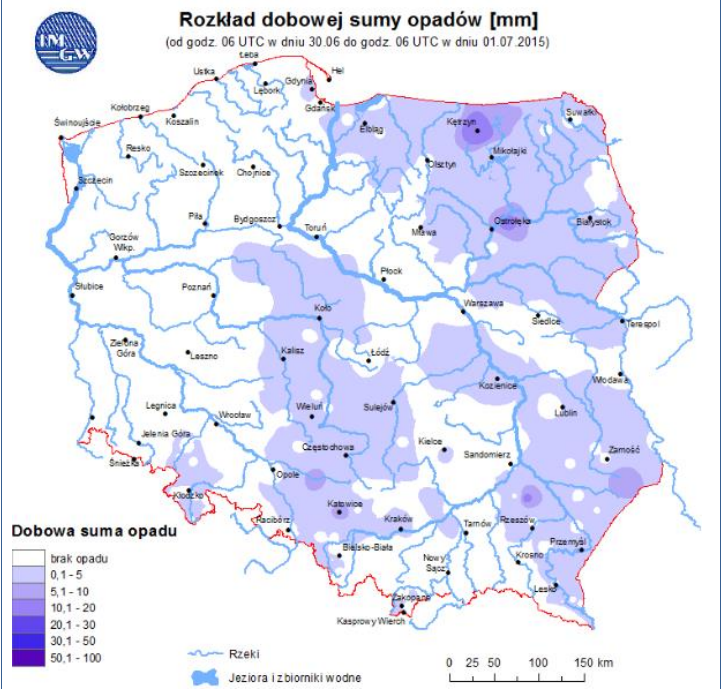 Rozkład dobowej sumy opadów [mm]
(od godz. 06 UTC w dniu 30.06 do godz. 06 UTC w dniu 01.07.2015)
IM
GW
Łeba
Ustka
Hel
Lębork
Gdynia
Gdańsk
Kołobrzeg
Koszalin
Świnoujście
Elbląg
Kętrzyn
Suwałki
Resko
Szczecinek
Chojnice
Olsztyn
Mikołajki
Szczecin
Piła
Bydgoszcz
Toruń
Mława
Ostrołęka
Białystok
Gorzów
Wlkp.
Płock
Słubice
Poznań
Koło
Warszawa
Siedlce
Terespol
Zielona
Góra
Leszno
Kalisz
Łódź
Kozienice
Włodawa
Legnica
Wrocław
Wieluń
Sulejów
Lublin
Jelenia Góra
Śnieżka
Częstochowa
Kielce
Sandomierz
Zamość
Opole
Kłodzko
Katowice
Racibórz
Kraków
Tarnów
Rzeszów
Przemyśl
Bielsko-Biała
Nowy
Sącz
Krosno
Lesko
Zakopane
Kasprowy Wierch
Dobowa suma opadu
brak opadu
0,1 - 5
5,1 - 10
10,1 - 20
20,1 - 30
30,1 - 50
50,1 - 100
Rzeki
Jeziora i zbiorniki wodne
0 25 50 100 150 km